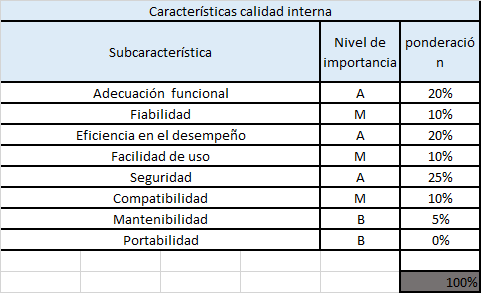 Características calidad interna
Subcaracterística Nivel de importancia ponderación
Adecuación funcional A 20%
Fiabilidad M 10%
Eficiencia en el desempeño A 20%
Facilidad de uso M 10%
Seguridad A 25%
Compatibilidad M 10%
Mantenibilidad B 5%
Portabilidad B 0%
100%